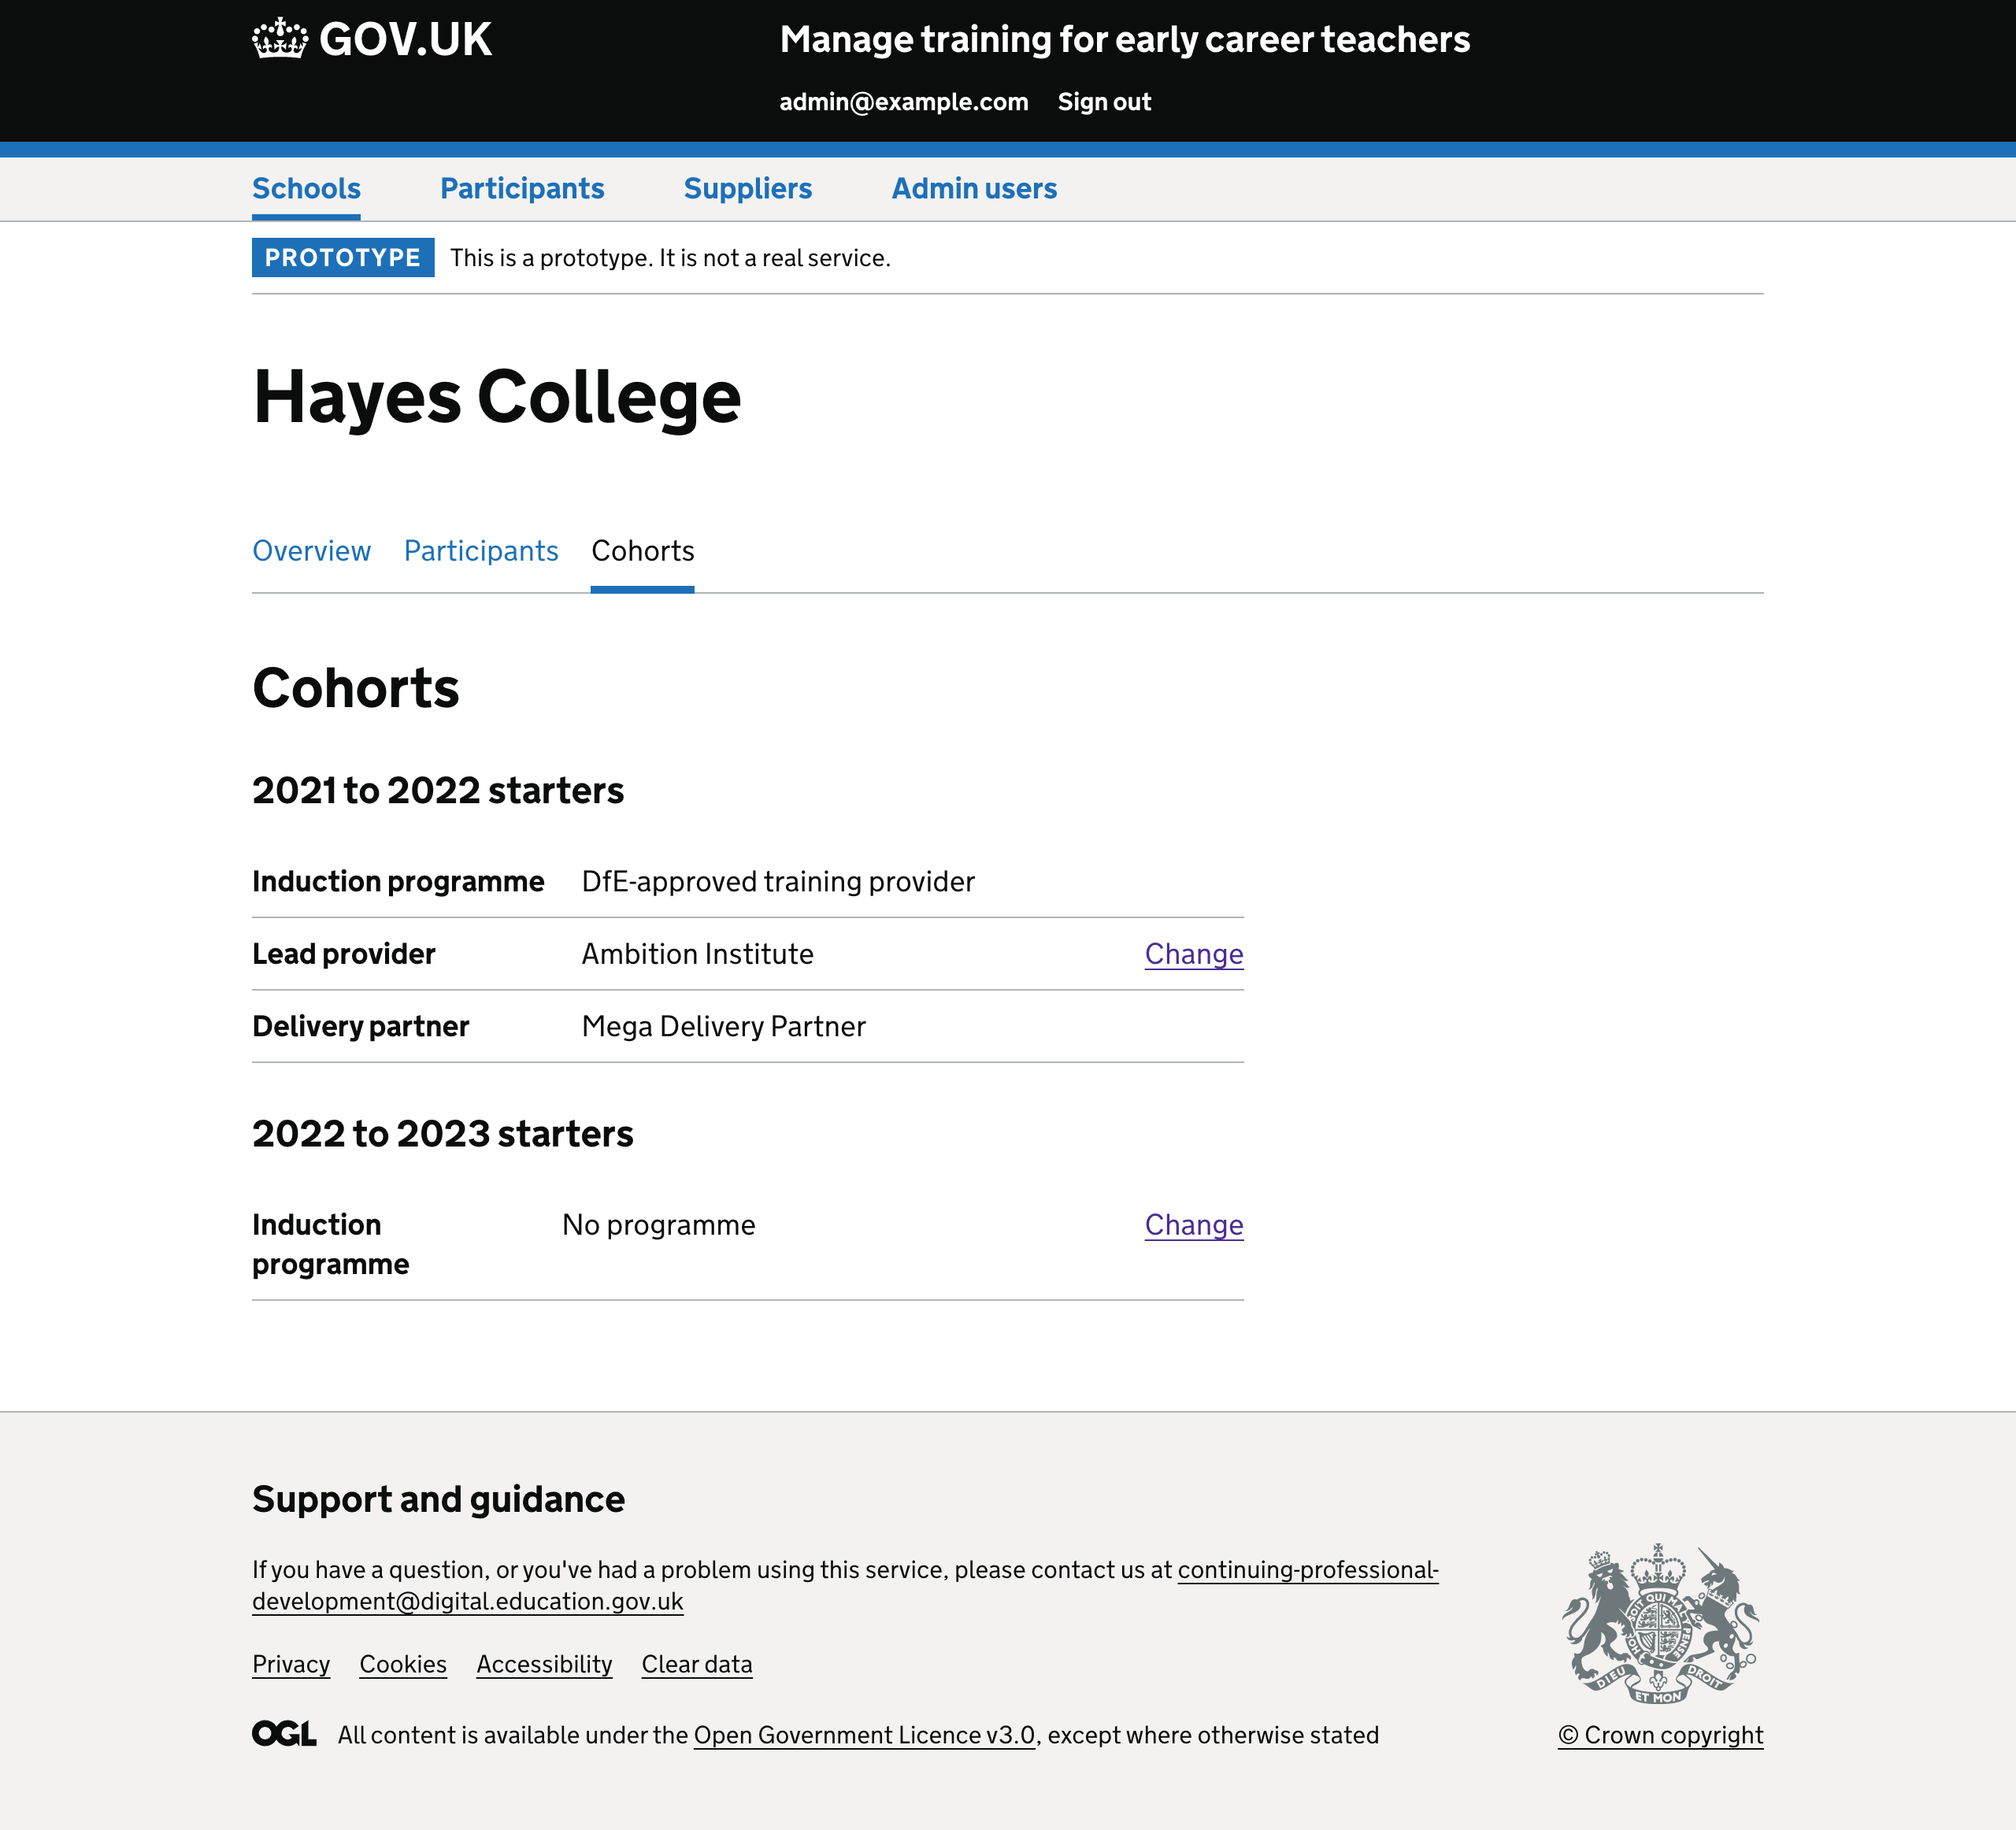 GOV.UK
Manage training for early career teachers
admin@example.com Sign out
Schools Participants Suppliers Admin users
PROTOTYPE This is a prototype. It is not a real service.
Hayes College
Overview Participants Cohorts
Cohorts
2021 to 2022 starters
Induction programme DfE-approved training provider
Lead provider Ambition Institute Change
Delivery partner Mega Delivery Partner
2022 to 2023 starters
Induction No programme Change
programme
Support and guidance
If you have a question, or you've had a problem using this service, please contact us at continuing-professional-
development@digital.education.gov.uk
Privacy Cookies Accessibility Clear data
OGL All content is available under the Open Government Licence v3.0, except where otherwise stated
DIEU ET MON DROIT
© Crown copyright